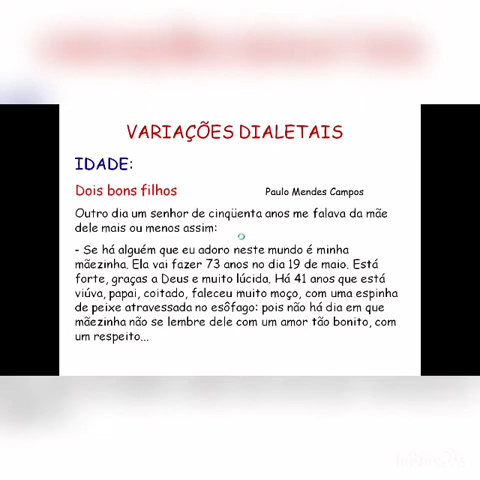 VARIAÇÕES DIALETAIS
IDADE:
Dois bons filhos Paulo Mendes Campos
Outro dia um senhor de cinqüenta anos me falava da mãe
dele mais ou menos assim:
- Se há alguém que eu adoro neste mundo é minha
mãezinha. Ela vai fazer 73 anos no dia 19 de maio. Está
forte, graças a Deus e muito lúcida. Há 41 anos que está
viúva, papai, coitado, faleceu muito moço, com uma espinha
de peixe atravessada no esôfago: pois não há dia em que
mãezinha não se lembre dele com um amor tão bonito, com
um respeito...